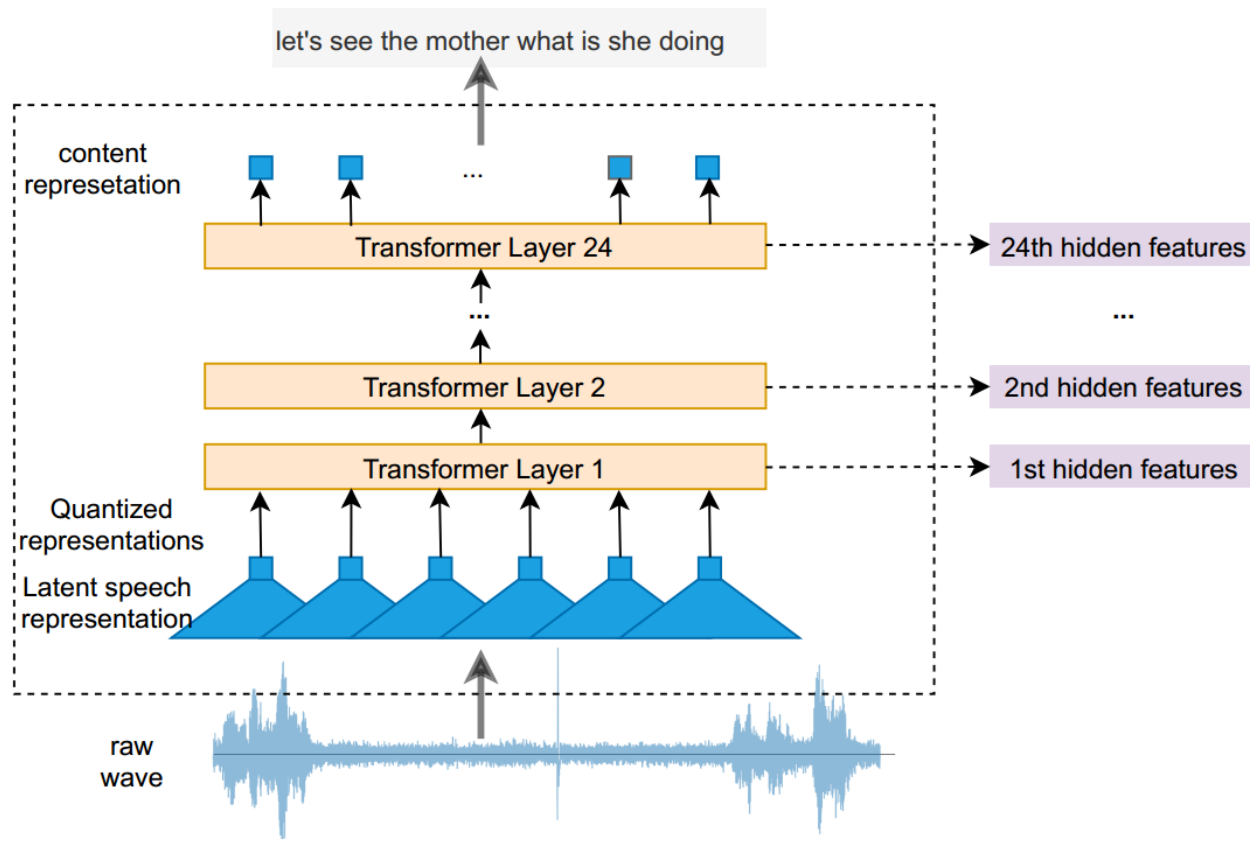 let's see the mother what is she doing
content
represetation
...
Transformer Layer 24
24th hidden features
...
...
Transformer Layer 2
2nd hidden features
Transformer Layer 1
1st hidden features
Quantized
representations
Latent speech
representation
raw
wave